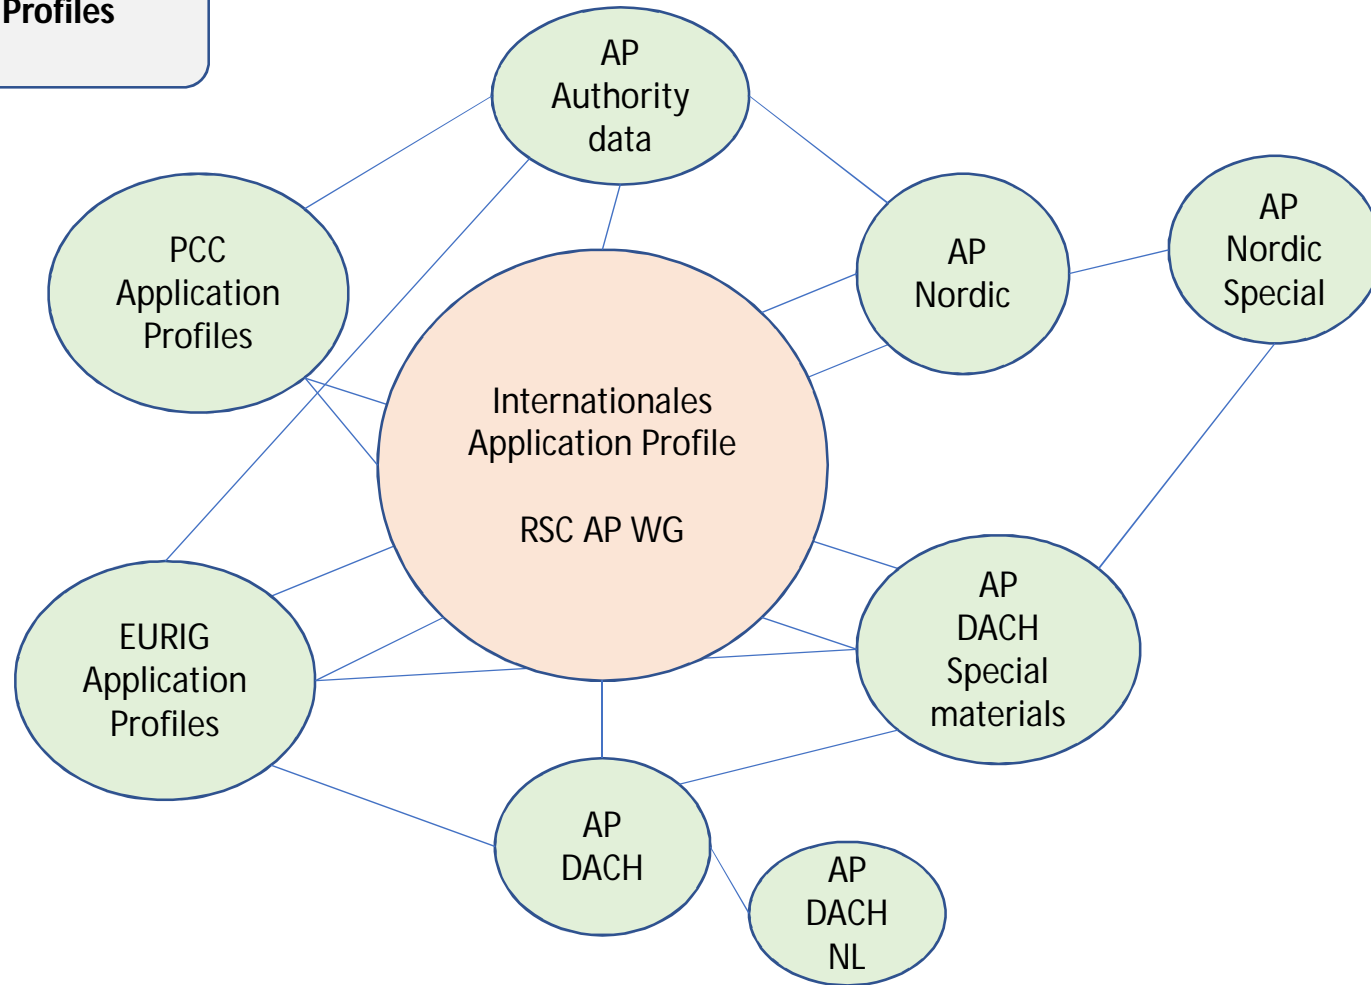 Profiles
AP
Authority
data
PCC
Application
Profiles
AP
Nordic
AP
Nordic
Special
Internationales
Application Profile
RSC AP WG
EURIG
Application
Profiles
AP
DACH
Special
materials
AP
DACH
AP
DACH
NL